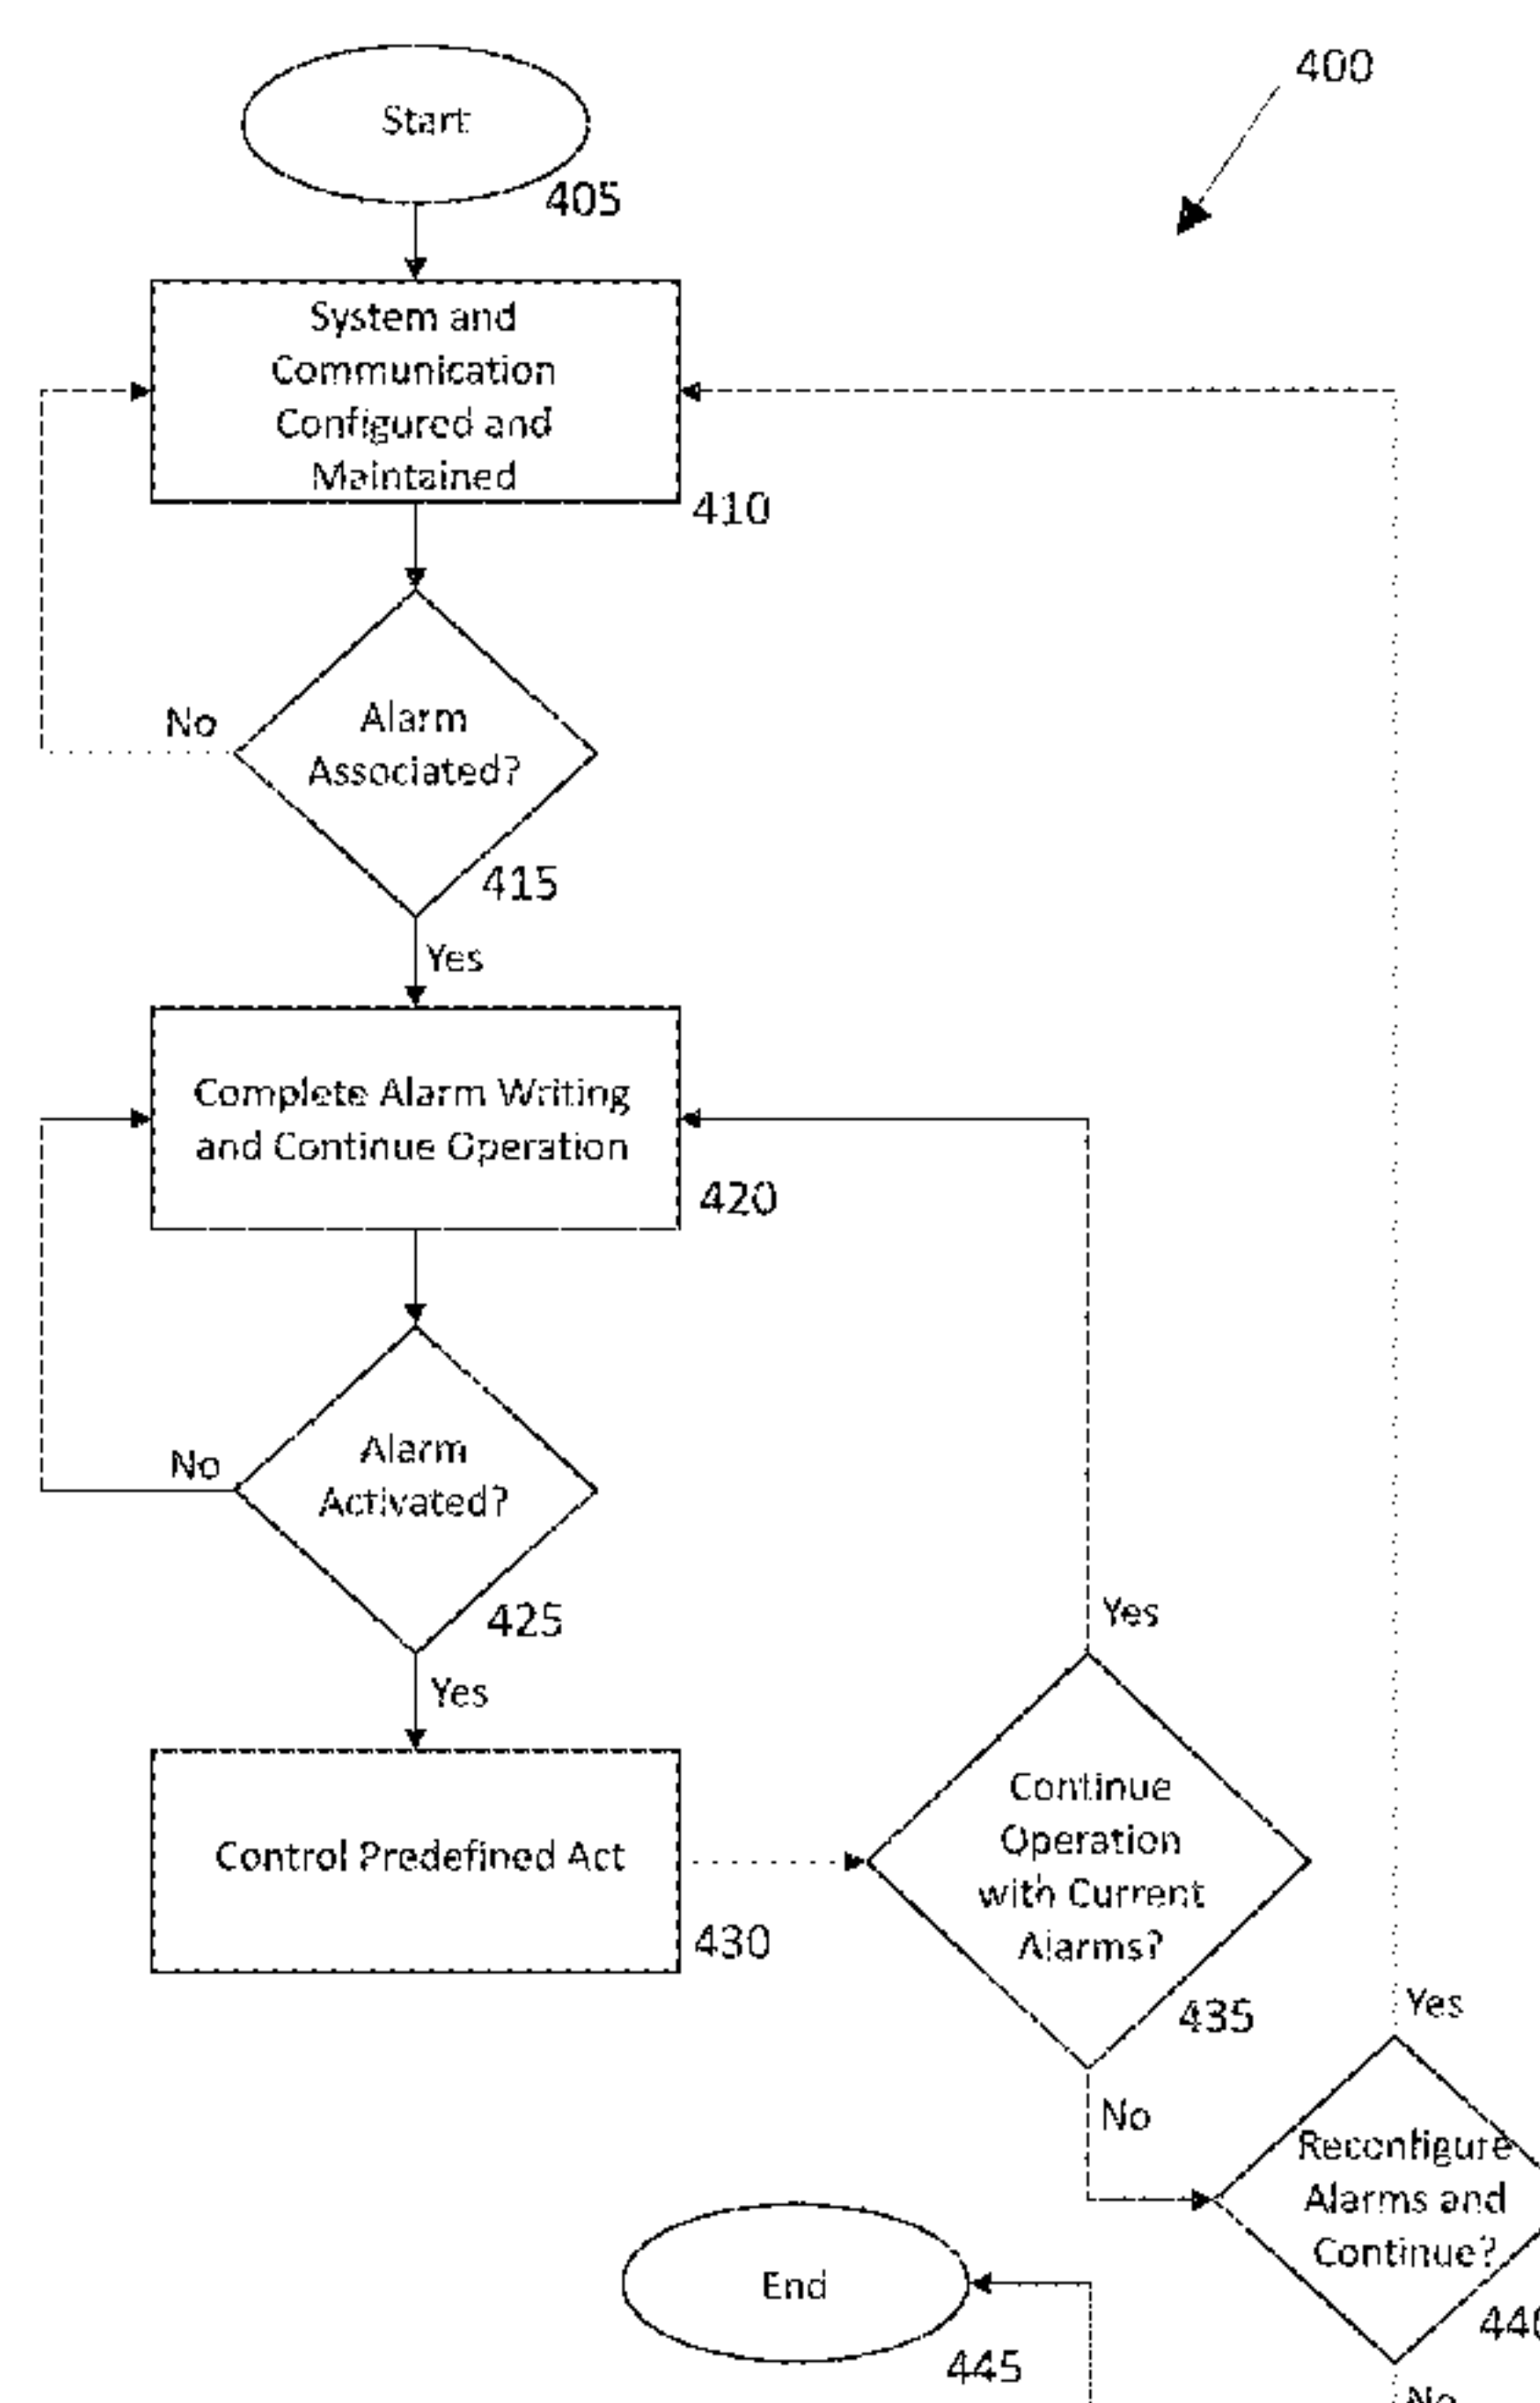 400
Start
405
System and
Communication
Configured and
Maintained
410
No
Alarm
Associated?
415
Yes
Complete Alarm Writing
and Continue Operation
420
No
Alarm
Activated?
425
Yes
Control Predefined Act
430
Yes
Continue
Operation
with Current
Alarms?
435
No
Yes
Reconfigure
Alarms and
Continue?
440
End
445
No